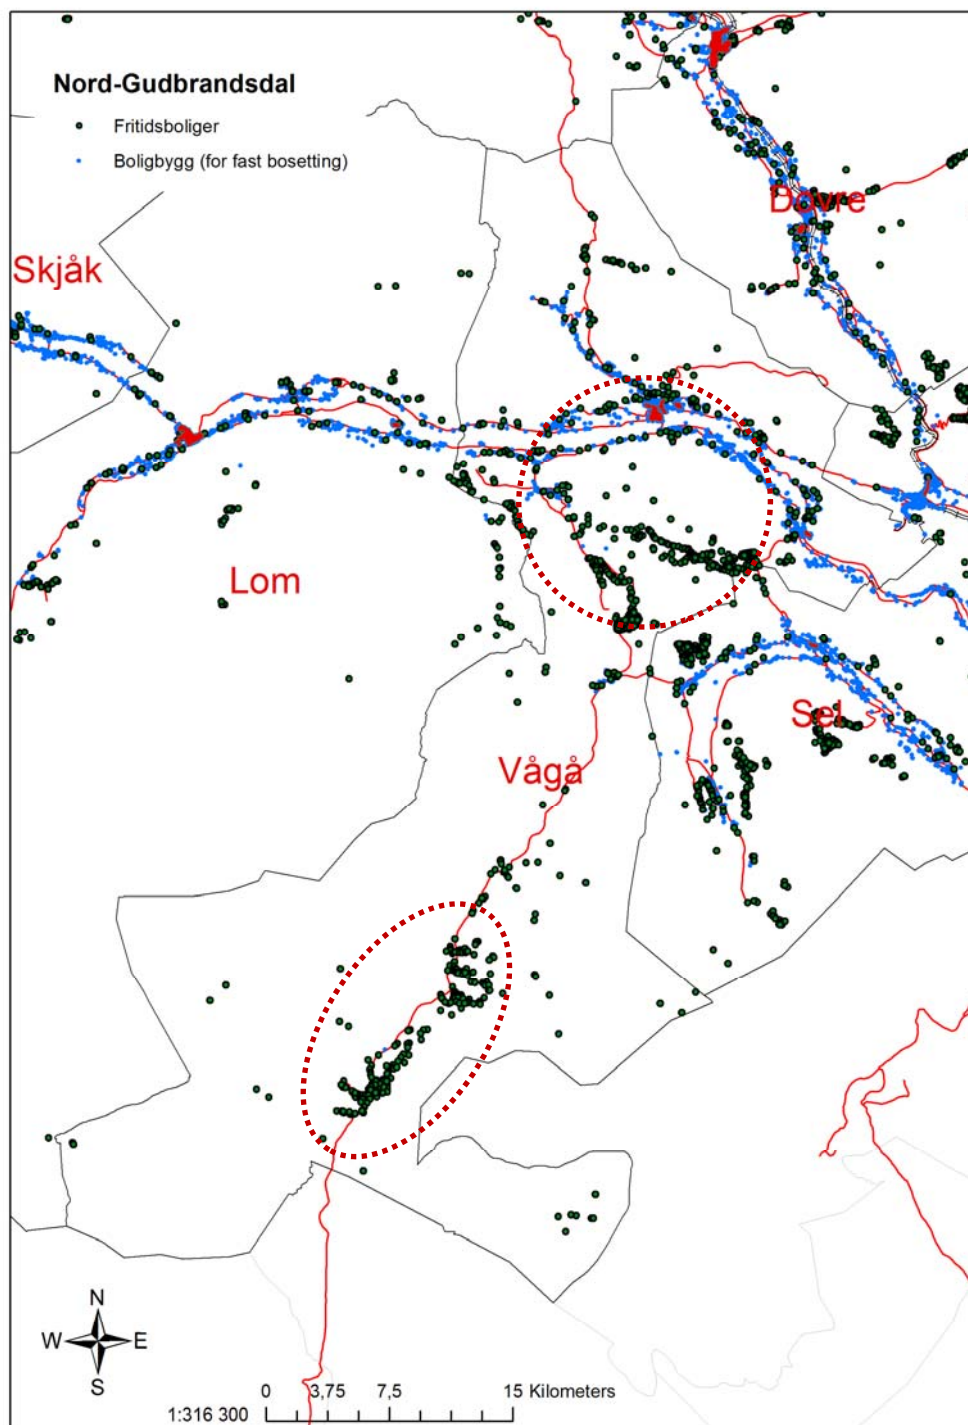 Nord-Gudbrandsdal
Fritidsboliger
Boligbygg (for fast bosetting)
Dovre
Skjåk
Lom
Sel
Vågå
N
W E
S
0 3,75 7,5 15 Kilometers
1:316 300